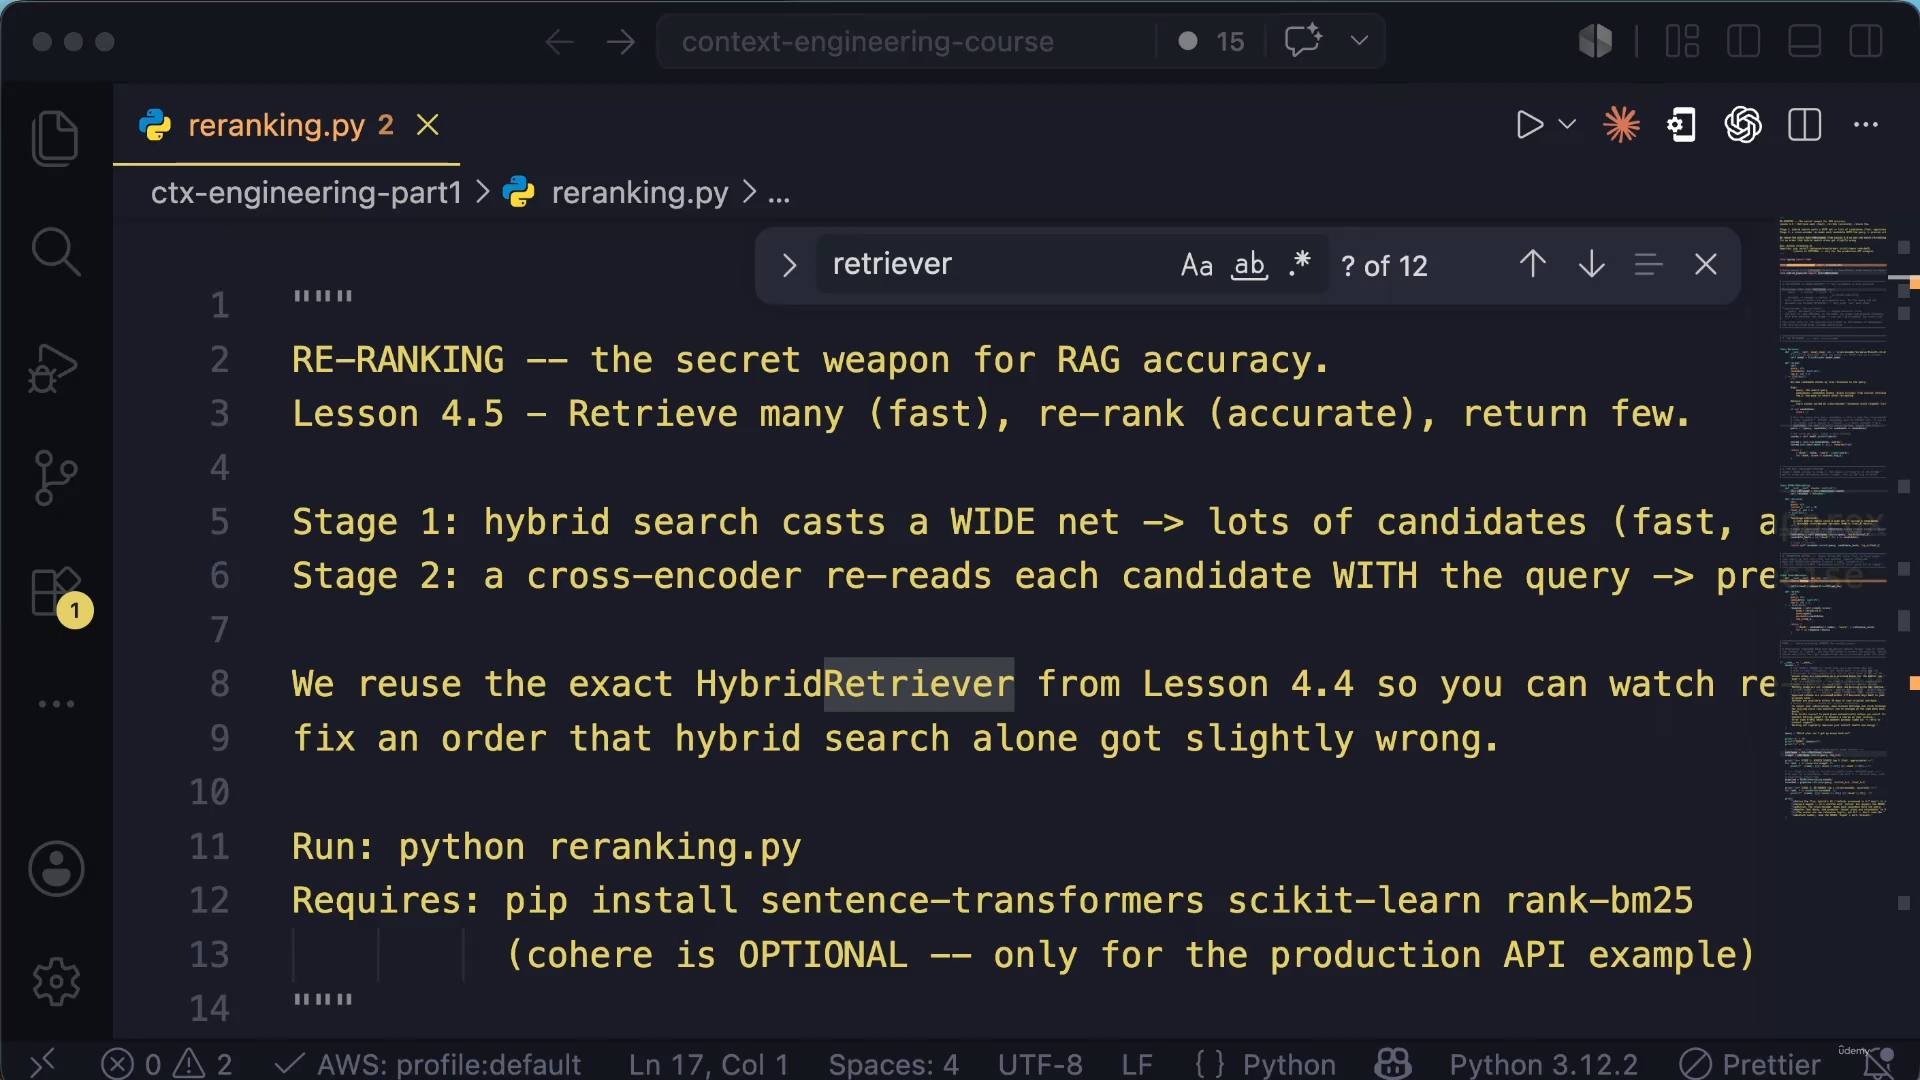 context-engineering-course
15
reranking.py 2
ctx-engineering-part1 > reranking.py > ...
retriever
Aa ab .* ? of 12
1 """
2 RE-RANKING -- the secret weapon for RAG accuracy.
3 Lesson 4.5 - Retrieve many (fast), re-rank (accurate), return few.
4
5 Stage 1: hybrid search casts a WIDE net -> lots of candidates (fast, a
6 Stage 2: a cross-encoder re-reads each candidate WITH the query -> pre
7
8 We reuse the exact HybridRetriever from Lesson 4.4 so you can watch re
9 fix an order that hybrid search alone got slightly wrong.
10
11 Run: python reranking.py
12 Requires: pip install sentence-transformers scikit-learn rank-bm25
13 (cohere is OPTIONAL -- only for the production API example)
14 """
1
0 2 AWS: profile:default Ln 17, Col 1 Spaces: 4 UTF-8 LF {} Python Python 3.12.2 Prettier
udemy